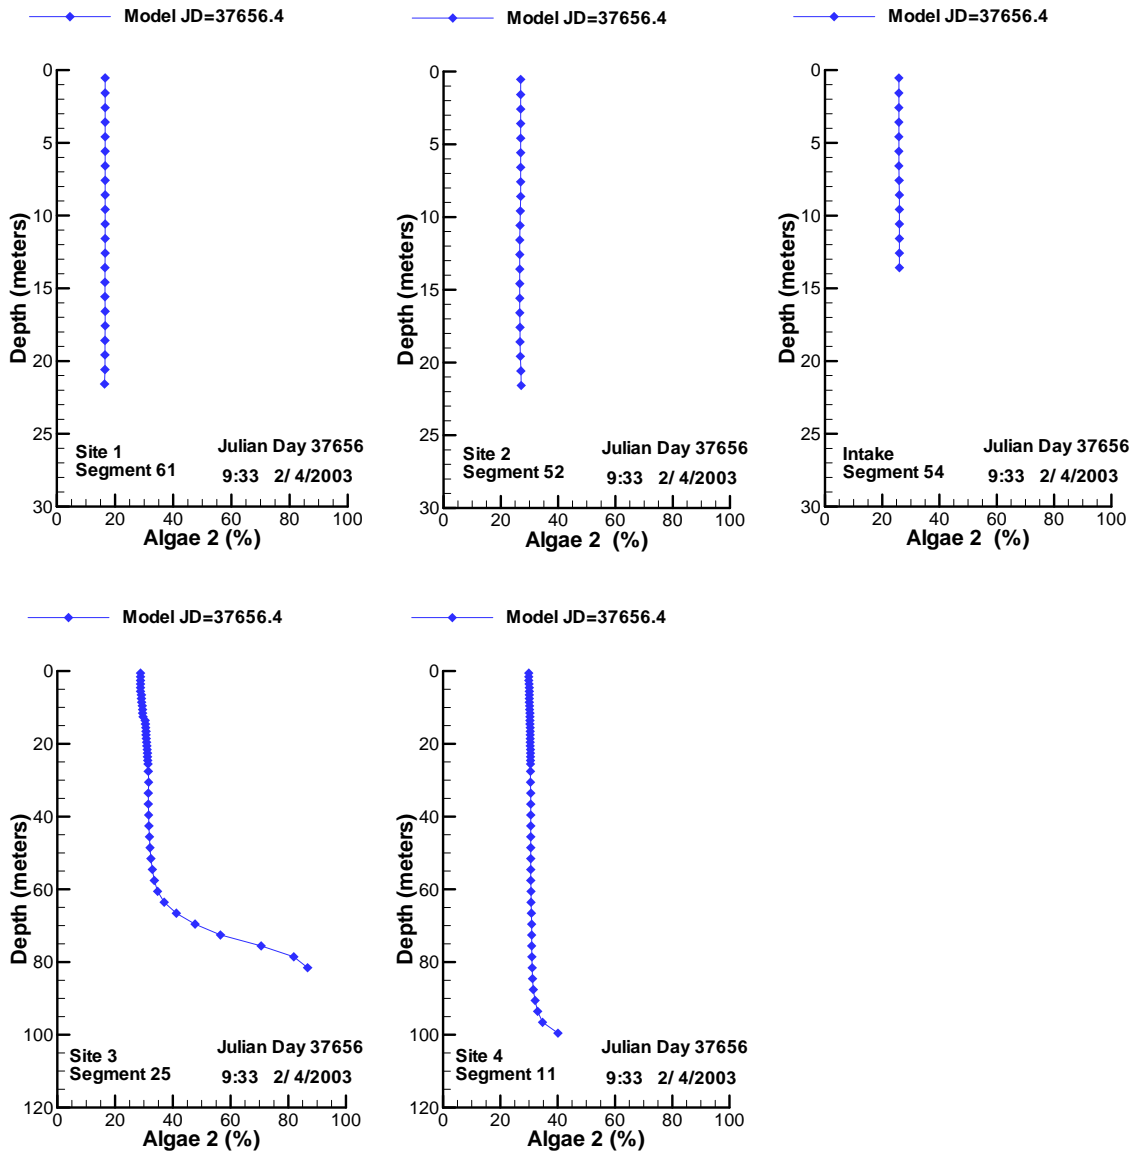 Model JD=37656.4
0
5
10
15
20
25
30
Depth (meters)
Site 1
Segment 61
Julian Day 37656
9:33 2/ 4/2003
0 20 40 60 80 100
Algae 2 (%)
Model JD=37656.4
0
5
10
15
20
25
30
Depth (meters)
Site 2
Segment 52
Julian Day 37656
9:33 2/ 4/2003
0 20 40 60 80 100
Algae 2 (%)
Model JD=37656.4
0
5
10
15
20
25
30
Depth (meters)
Intake
Segment 54
Julian Day 37656
9:33 2/ 4/2003
0 20 40 60 80 100
Algae 2 (%)
Model JD=37656.4
0
20
40
60
80
100
120
Depth (meters)
Site 3
Segment 25
Julian Day 37656
9:33 2/ 4/2003
0 20 40 60 80 100
Algae 2 (%)
Model JD=37656.4
0
20
40
60
80
100
120
Depth (meters)
Site 4
Segment 11
Julian Day 37656
9:33 2/ 4/2003
0 20 40 60 80 100
Algae 2 (%)